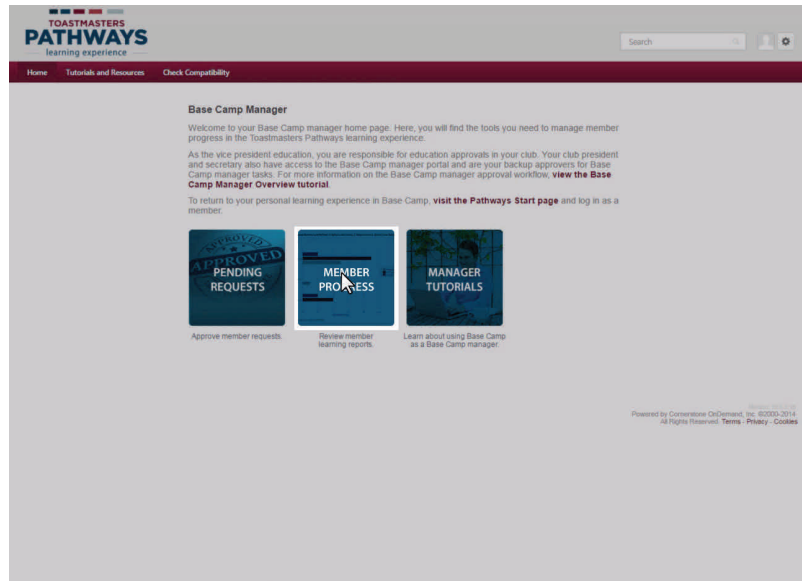 TOASTMASTERS
PATHWAYS
learning experience
Search
Home Tutorials and Resources Check Compatibility
Base Camp Manager
Welcome to your Base Camp manager home page. Here, you will find the tools you need to manage member
progress in the Toastmasters Pathways learning experience.
As the vice president education, you are responsible for education approvals in your club. Your club president
and secretary also have access to the Base Camp manager portal and are your backup approvers for Base
Camp manager tasks. For more information on the Base Camp manager approval workflow, view the Base
Camp Manager Overview tutorial.
To return to your personal learning experience in Base Camp, visit the Pathways Start page and log in as a
member.
APPROVED
APPROVED
PENDING
REQUESTS
MEMBER
PROGRESS
MANAGER
TUTORIALS
Approve member requests.
Review member
learning reports.
Learn about using Base Camp
as a Base Camp manager.
Powered by Cornerstone OnDemand, Inc. ©2000-2014
All Rights Reserved. Terms - Privacy - Cookies